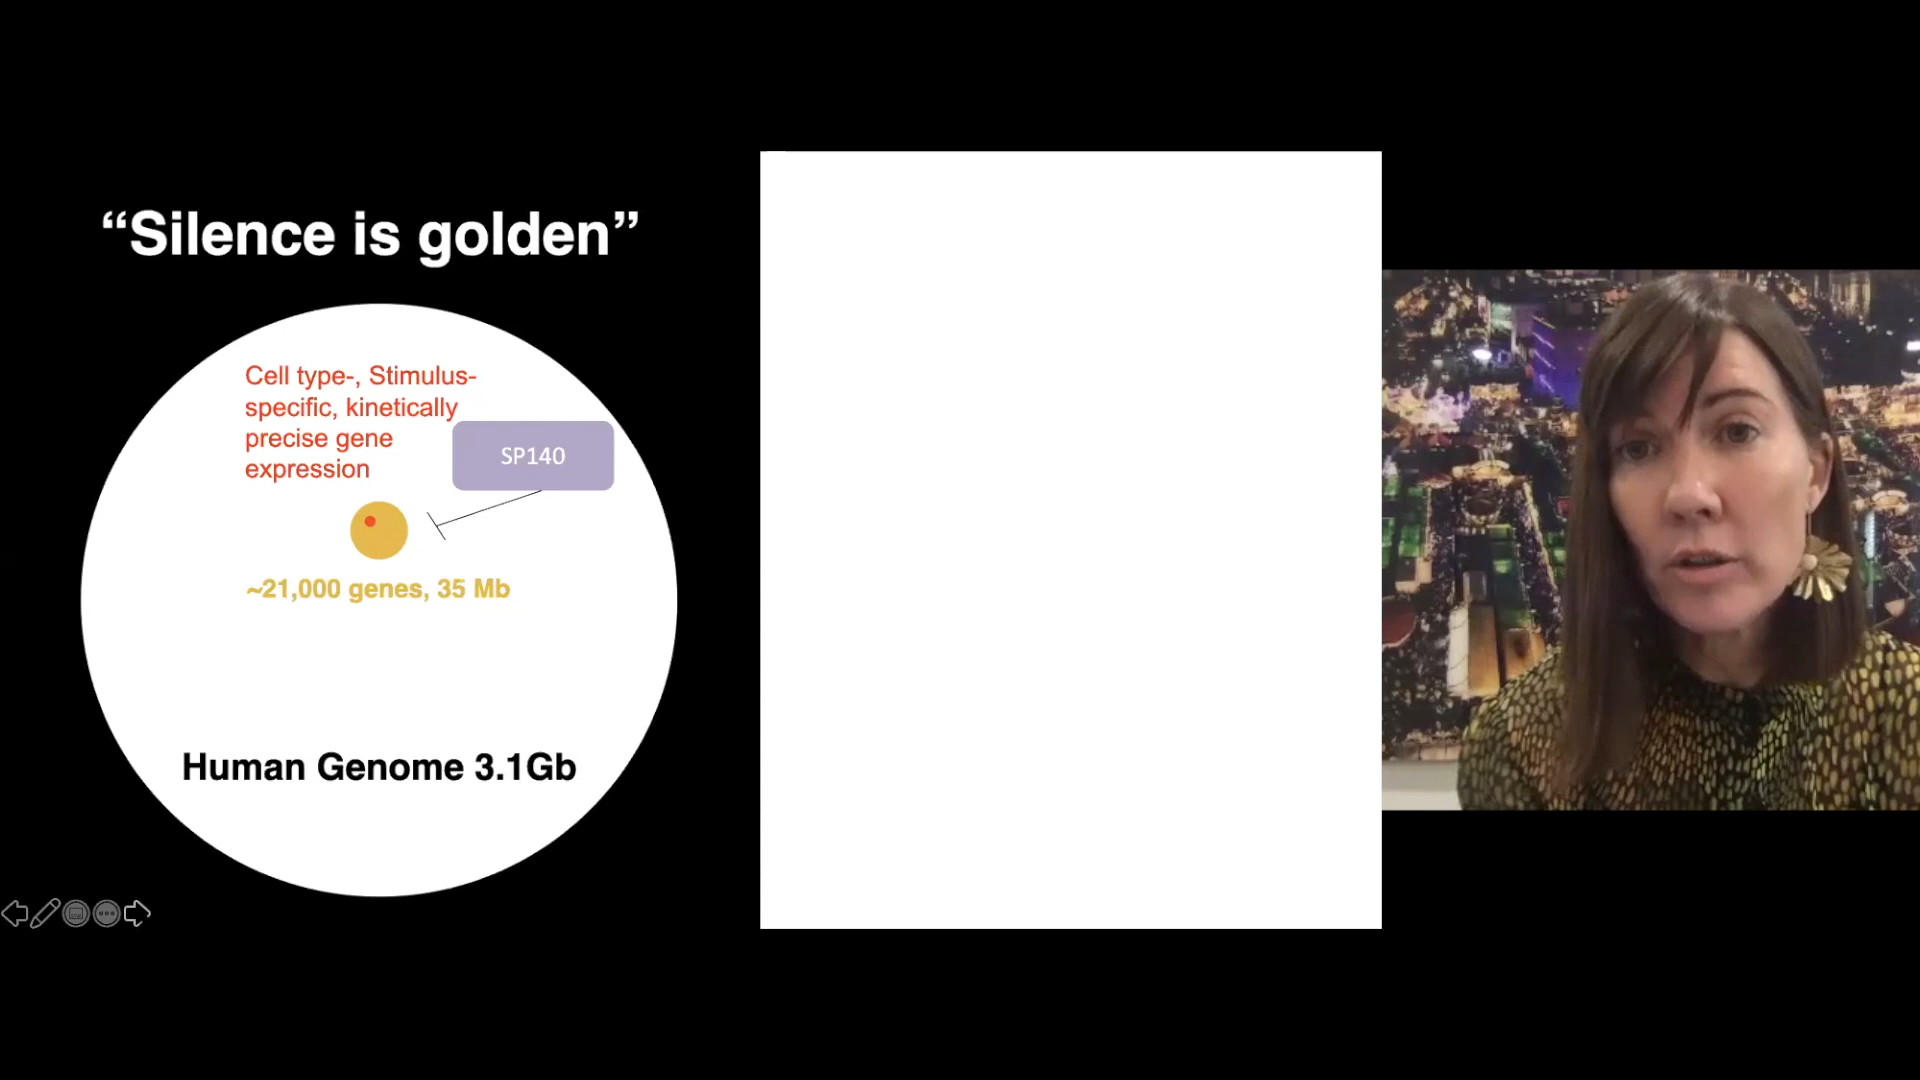 “Silence is golden”
Cell type-, Stimulus-
specific, kinetically
precise gene
expression
SP140
~21,000 genes, 35 Mb
Human Genome 3.1Gb